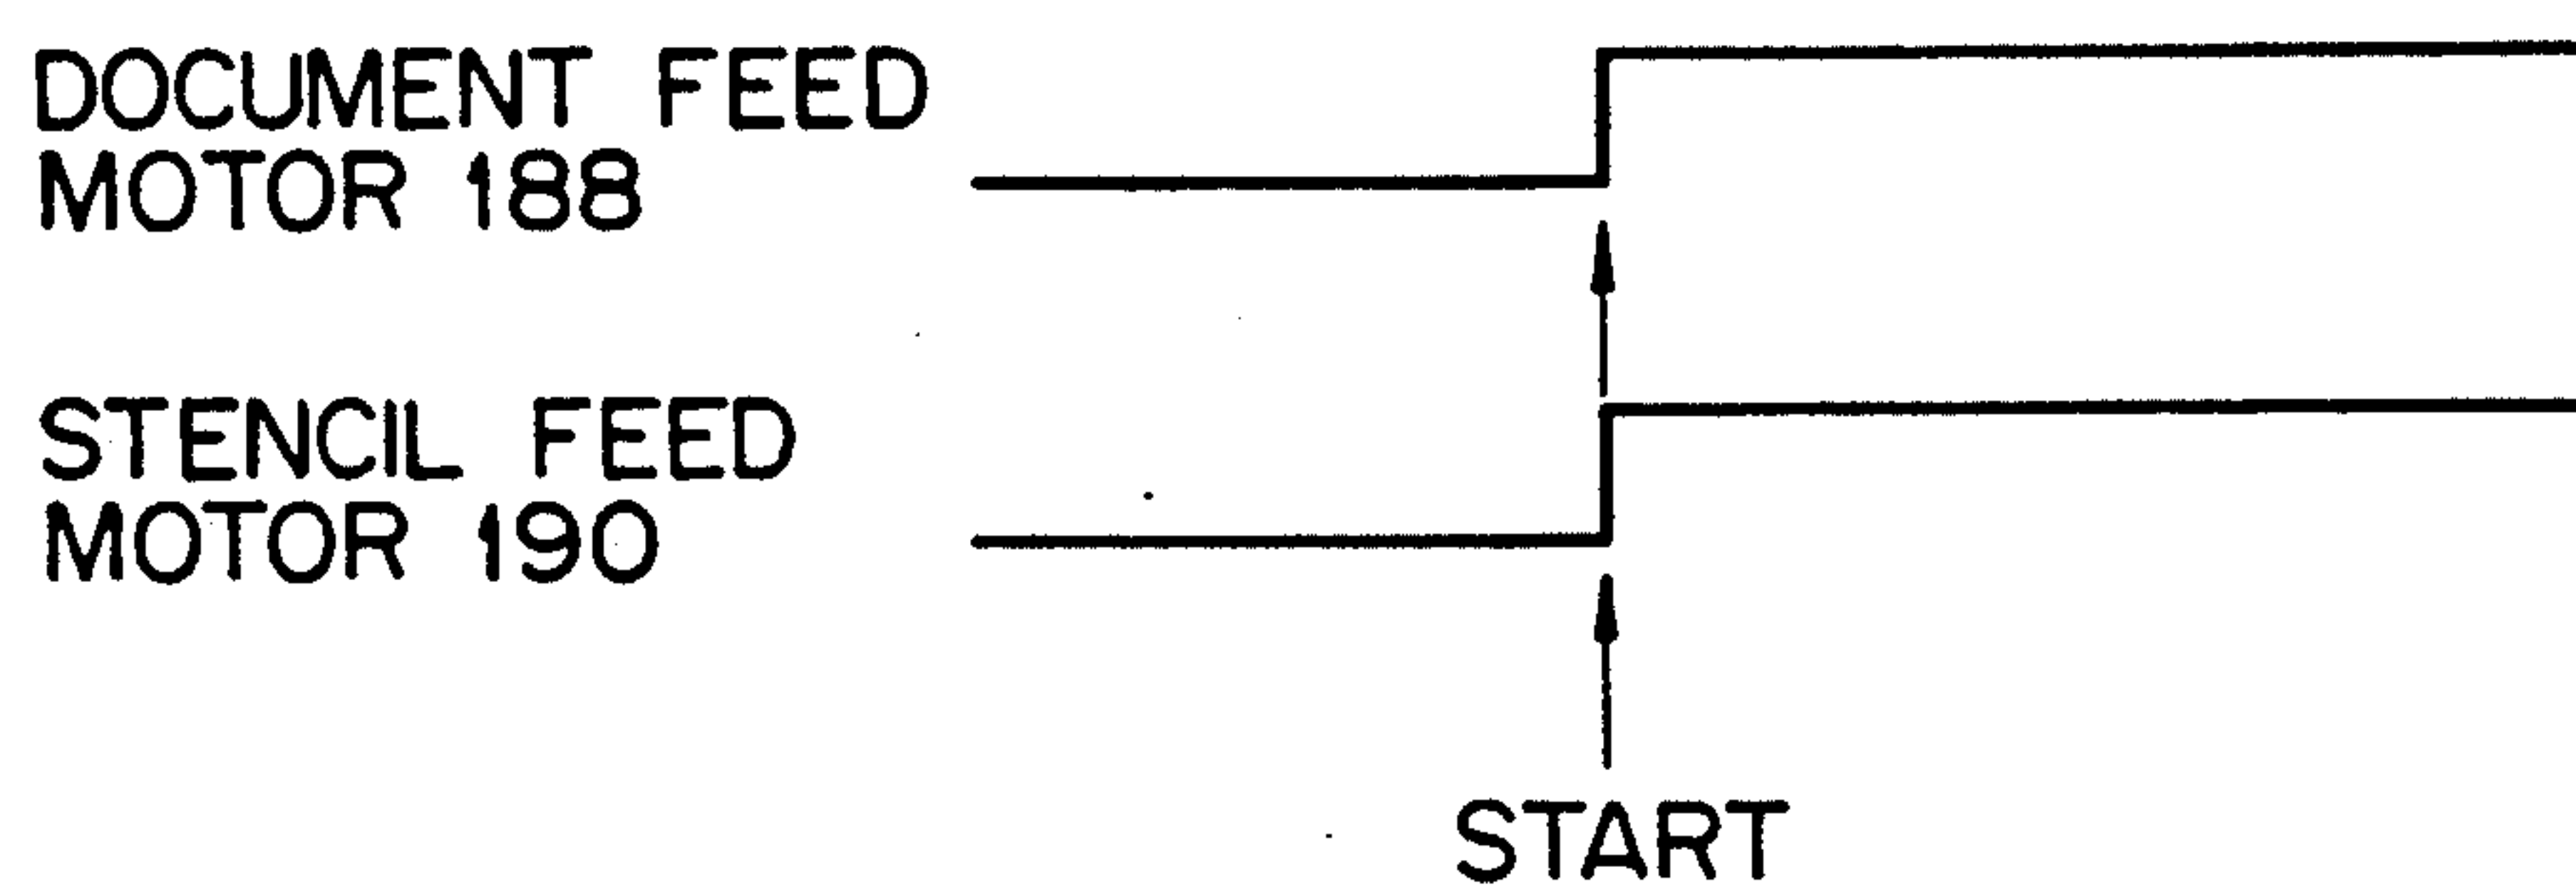 DOCUMENT FEED
MOTOR 188
STENCIL FEED
MOTOR 190
START